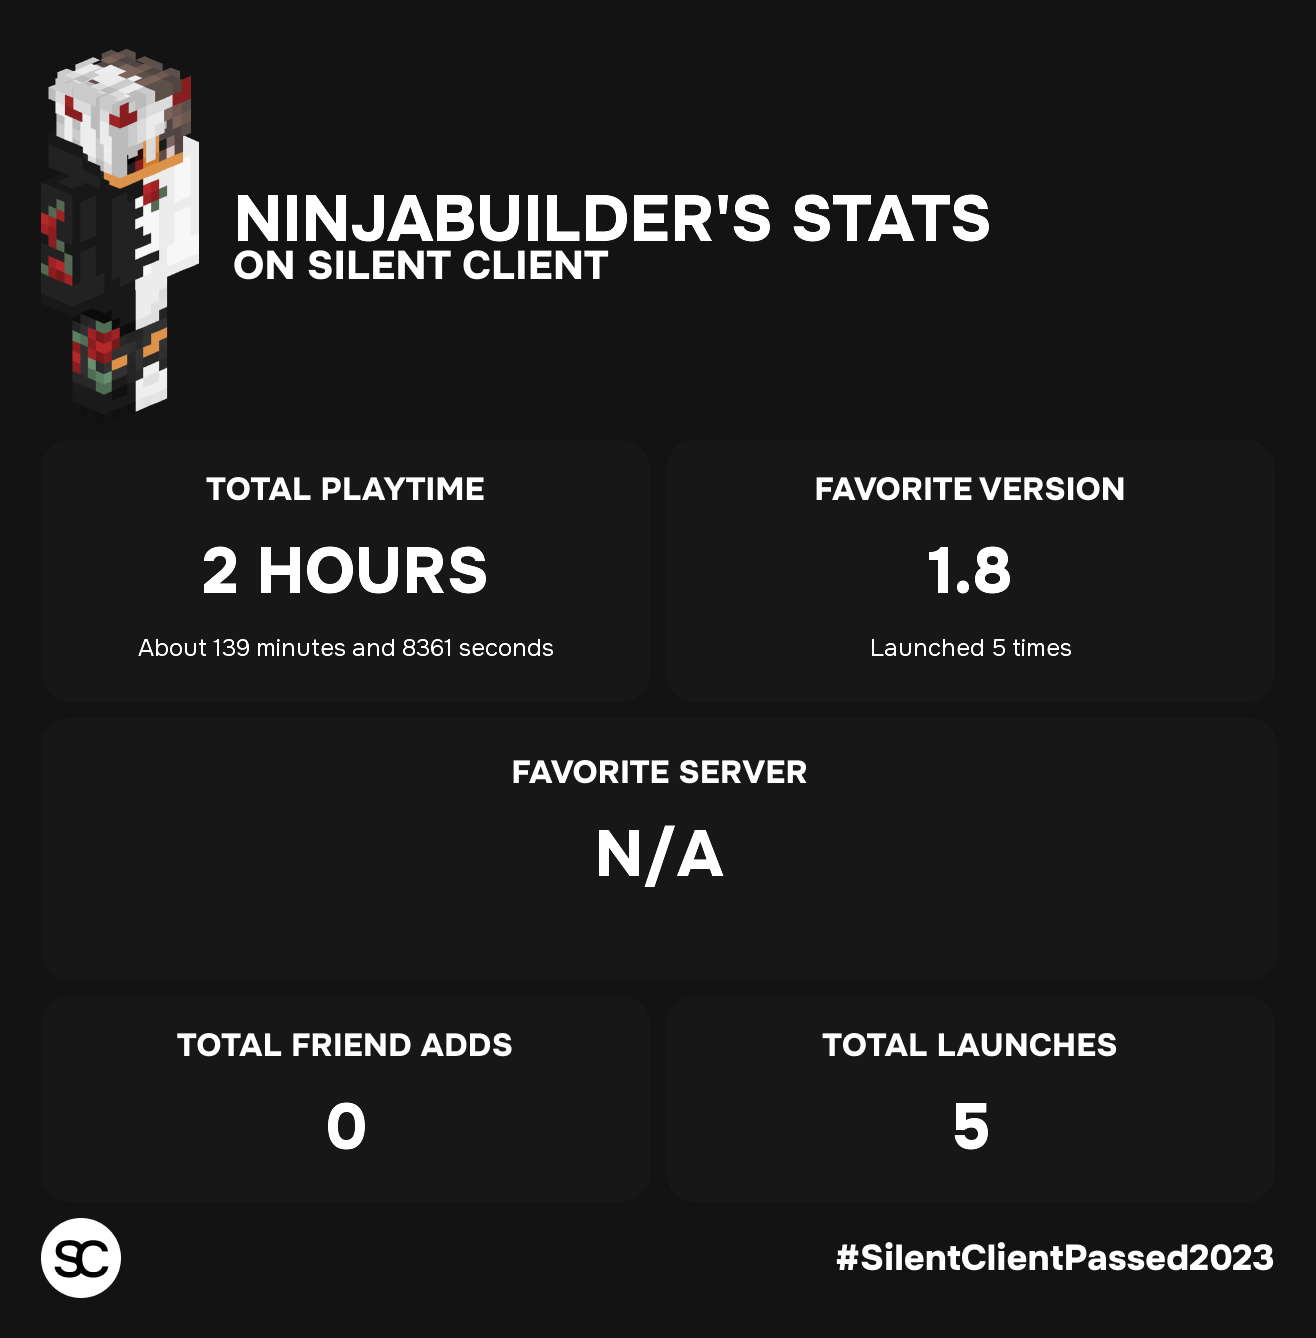 NINJABUILDER'S STATS
ON SILENT CLIENT
TOTAL PLAYTIME
2 HOURS
About 139 minutes and 8361 seconds
FAVORITE VERSION
1.8
Launched 5 times
FAVORITE SERVER
N/A
TOTAL FRIEND ADDS
0
TOTAL LAUNCHES
5
SC
#SilentClientPassed2023